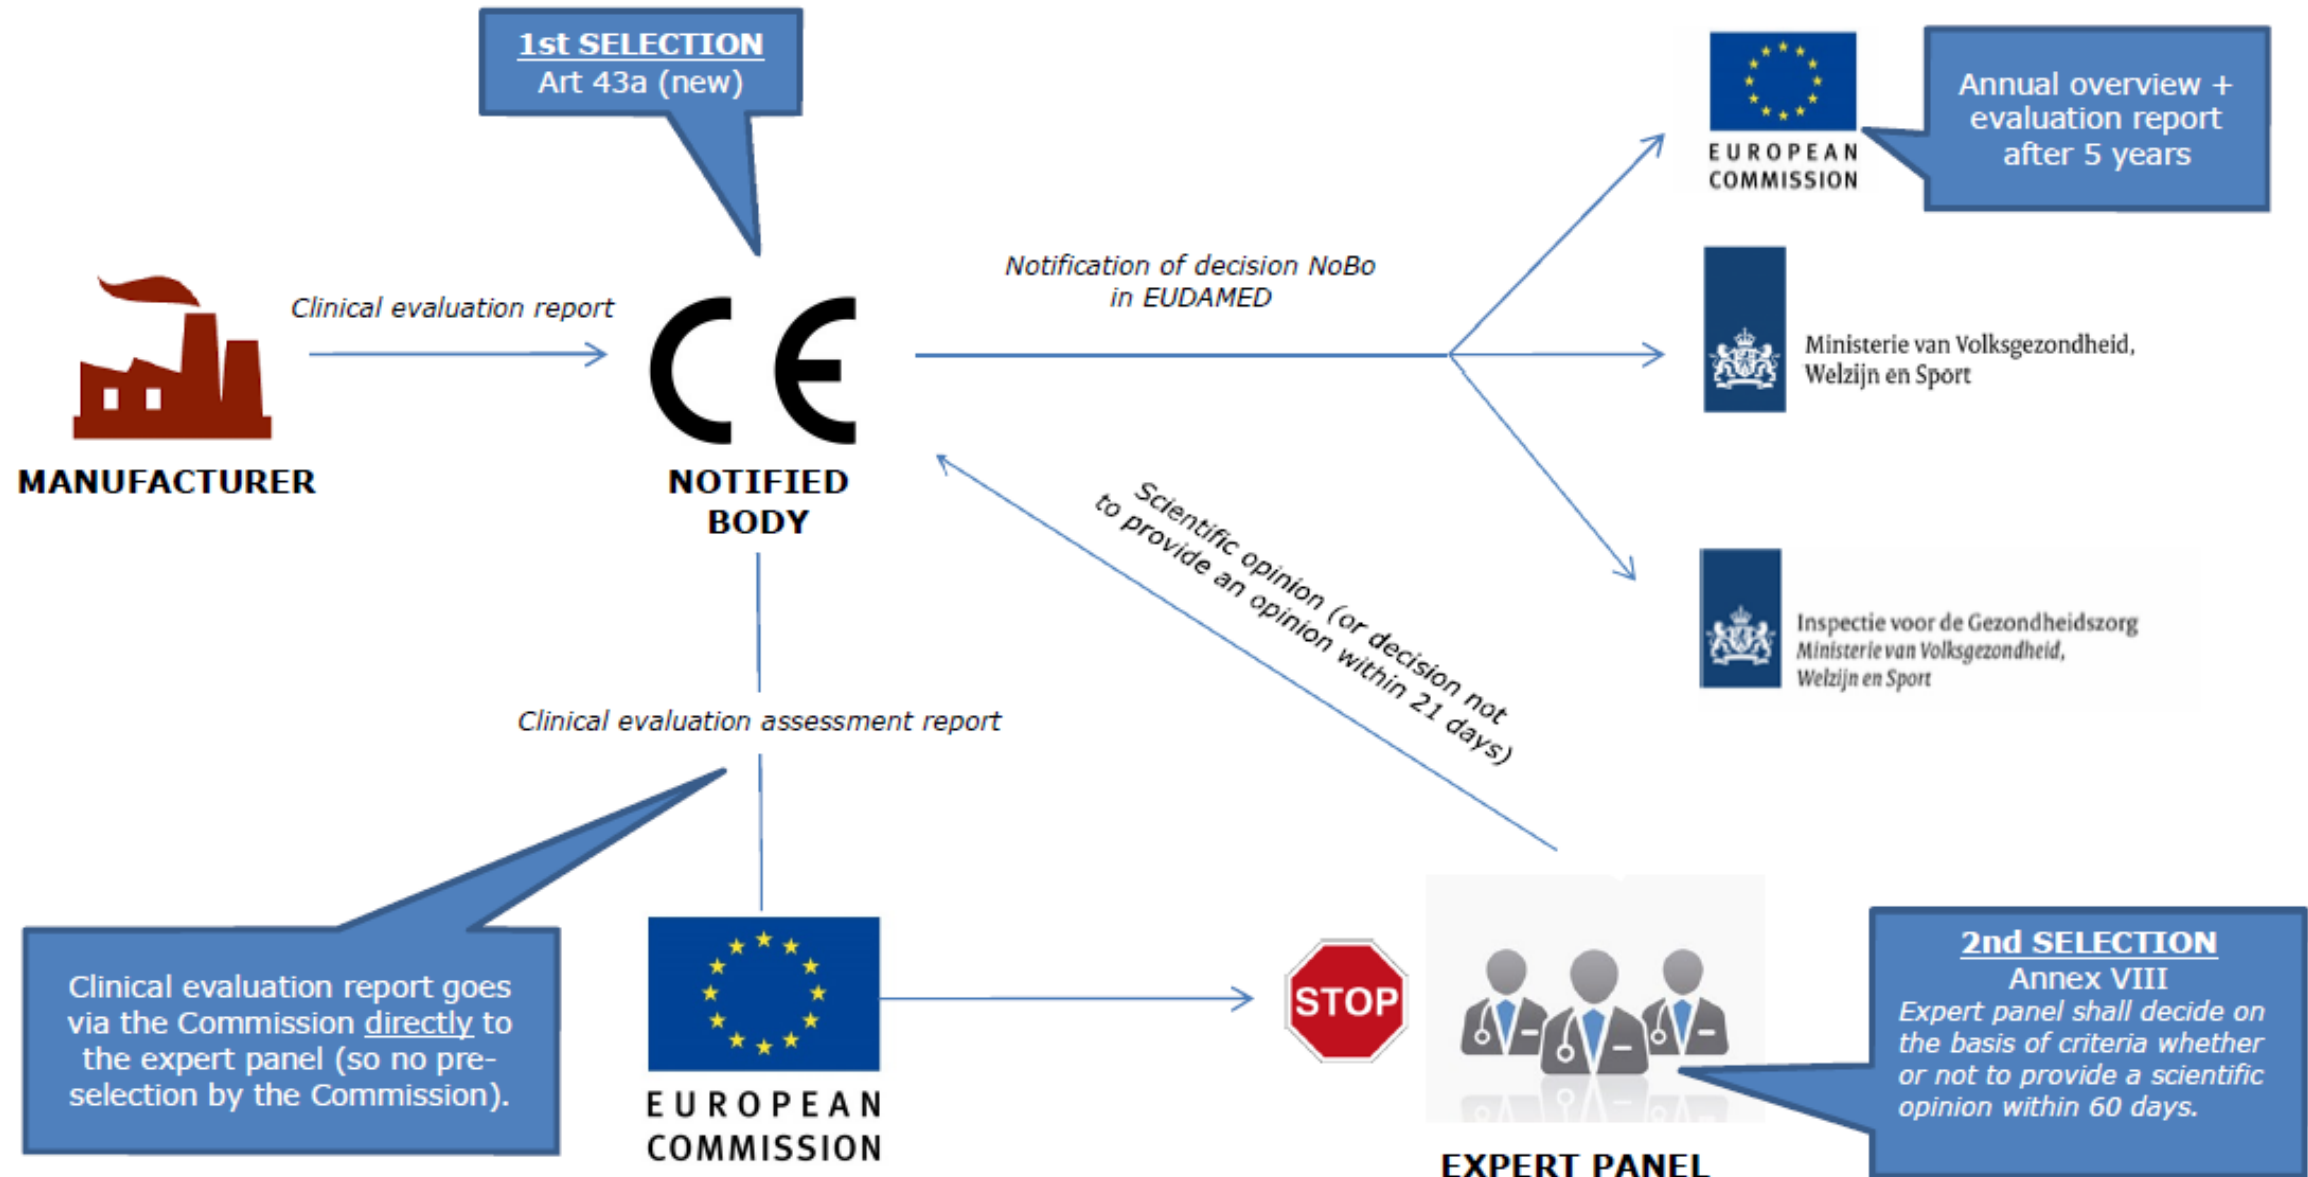 1st SELECTION
Art 43a (new)
EUROPEAN
COMMISSION
Annual overview +
evaluation report
after 5 years
Clinical evaluation report
Notification of decision NoBo
in EUDAMED
MANUFACTURER
NOTIFIED
BODY
Ministerie van Volksgezondheid,
Welzijn en Sport
Scientific opinion (or decision not
to provide an opinion within 21 days)
Inspectie voor de Gezondheidszorg
Ministerie van Volksgezondheid,
Welzijn en Sport
Clinical evaluation assessment report
Clinical evaluation report goes
via the Commission directly to
the expert panel (so no pre-
selection by the Commission).
EUROPEAN
COMMISSION
STOP
EXPERT PANEL
2nd SELECTION
Annex VIII
Expert panel shall decide on
the basis of criteria whether
or not to provide a scientific
opinion within 60 days.